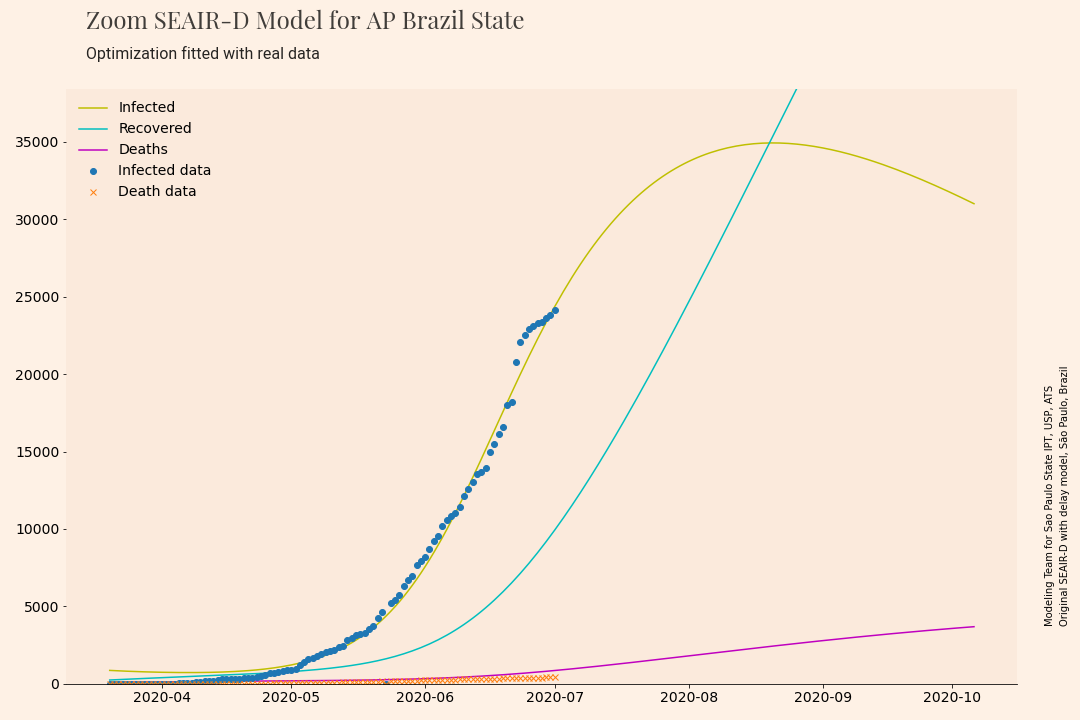 Zoom SEAIR-D Model for AP Brazil State
Optimization fitted with real data
Infected
Recovered
Deaths
Infected data
Death data
35000
30000
25000
20000
15000
10000
5000
0
2020-04
2020-05
2020-06
2020-07
2020-08
2020-09
2020-10
Modeling Team for Sao Paulo State IPT, USP, ATS
Original SEAIR-D with delay model, São Paulo, Brazil